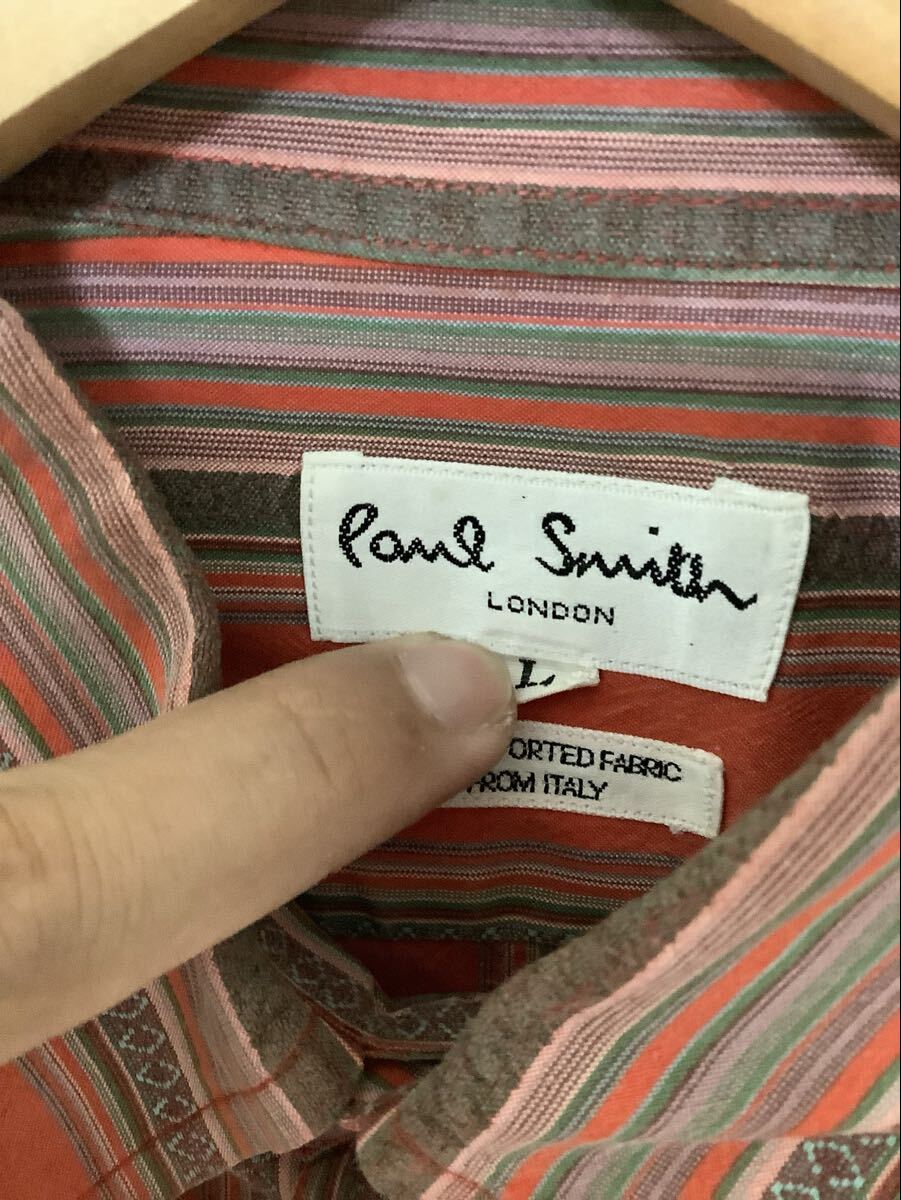 Paul Smith
LONDON
L
ORTED FABRIC
FROM ITALY